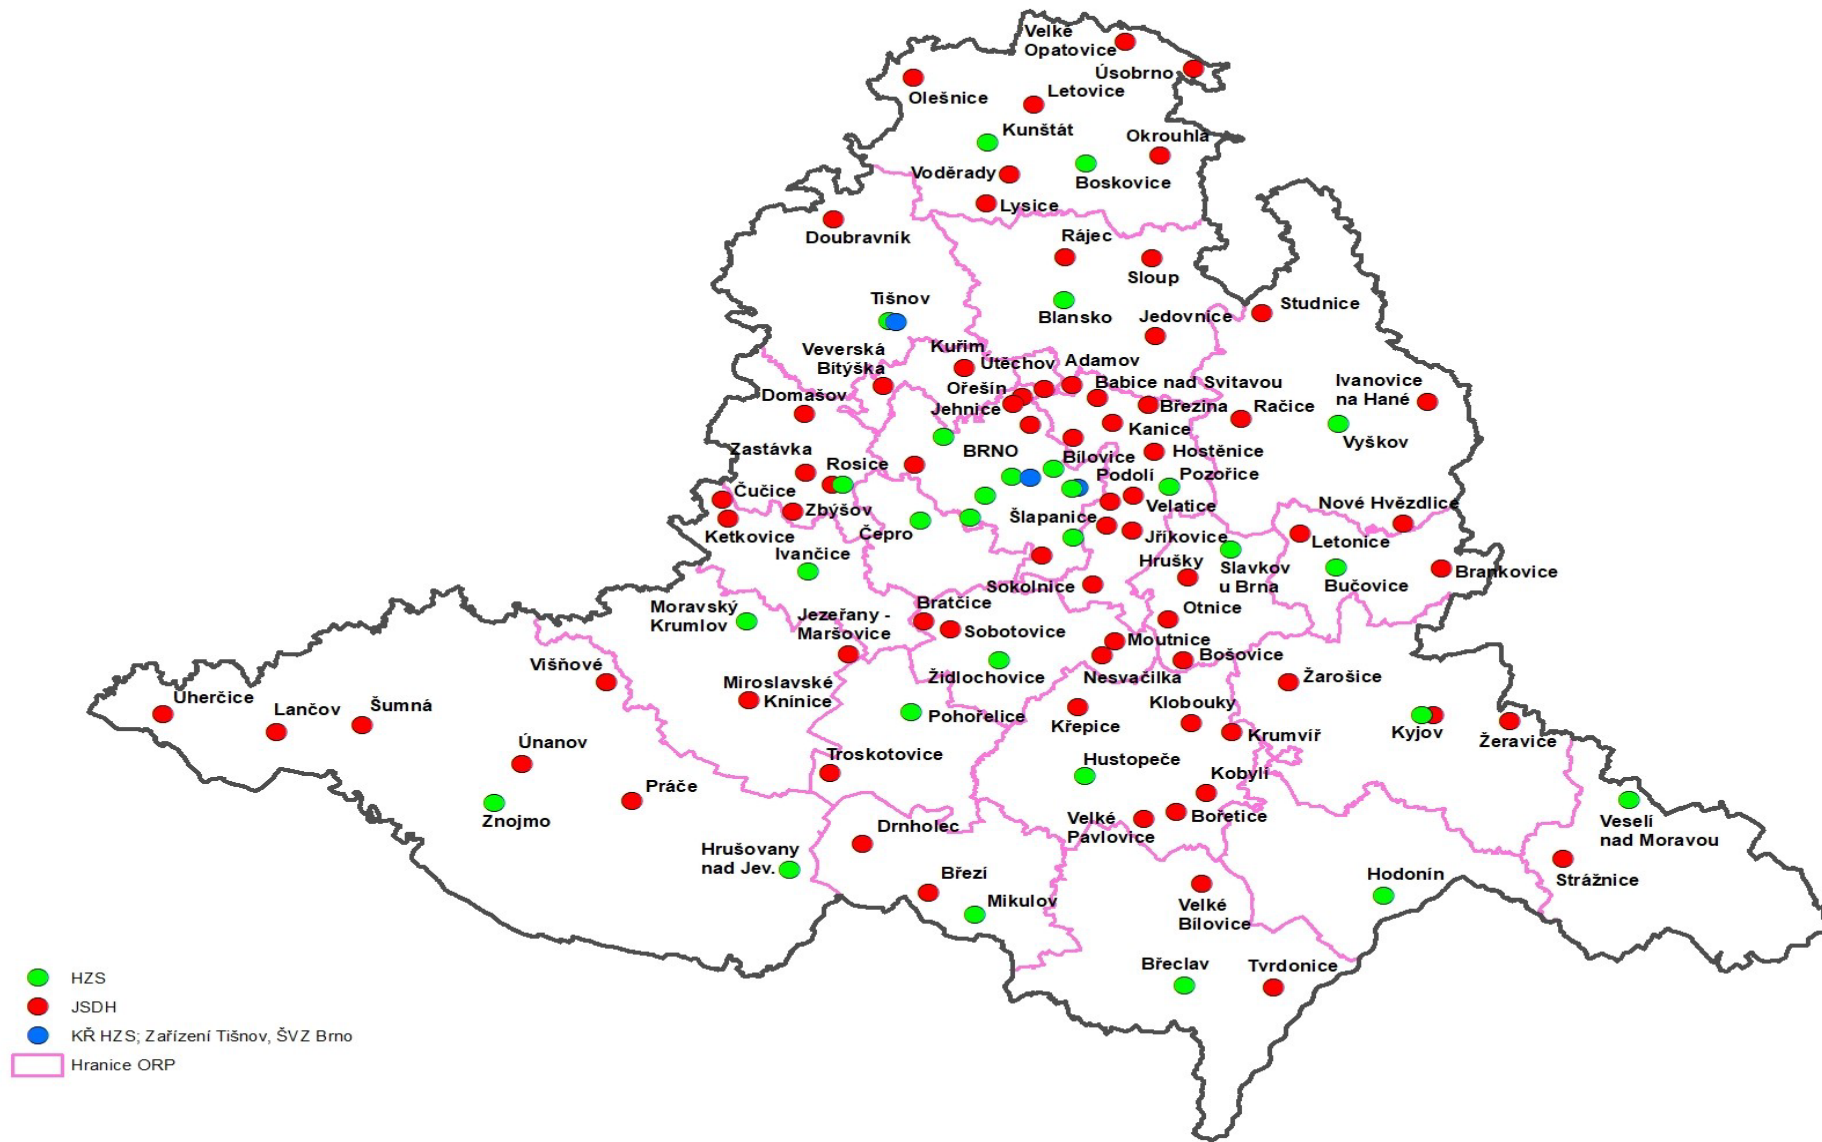 Velké
Opatovice
Úsobrno
Olešnice
Letovice
Kunštát
Okrouhlá
Voděrady
Boskovice
Lysice
Doubravník
Rájec
Sloup
Tišnov
Blansko
Studnice
Jedovnice
Veverská
Bítýška
Kuřim
Útěchov
Adamov
Ořešín
Babice nad Svitavou
Ivanovice
na Hané
Domašov
Jehnice
Březina
Račice
Kanice
Vyškov
Zastávka
BRNO
Rosice
Bílovice
Hostěnice
Podolí
Pozořice
Čučice
Zbýšov
Velatice
Nové Hvězdlice
Šlapanice
Ketkovice
Čepro
Jříkovice
Letonice
Ivančice
Hrušky
Slavkov
u Brna
Bučovice
Brankovice
Sokolnice
Moravský
Krumlov
Jezeřany -
Maršovice
Bratčice
Otnice
Sobotovice
Moutnice
Bošovice
Višňové
Židlochovice
Nesvačilka
Žarošice
Uherčice
Lančov
Šumná
Miroslavské
Knínice
Pohořelice
Křepice
Klobouky
Krumvíř
Kyjov
Žeravice
Únanov
Troskotovice
Hustopeče
Kobylí
Práče
Znojmo
Velké
Pavlovice
Bořetice
Veselí
nad Moravou
Drnholec
Hrušovany
nad Jev.
Březí
Mikulov
Velké
Bílovice
Hodonín
Strážnice
Břeclav
Tvrdonice
HZS
JSDH
KŘ HZS; Zařízení Tišnov, ŠVZ Brno
Hranice ORP